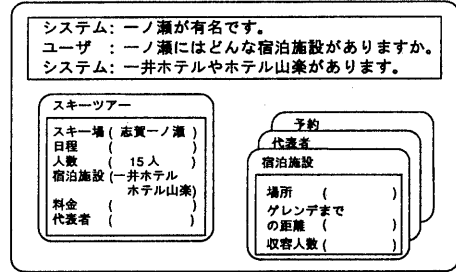 システム: 一ノ瀬が有名です。
ユーザ　: 一ノ瀬にはどんな宿泊施設がありますか。
システム: 一井ホテルやホテル山楽があります。
スキーツアー
スキー場 ( 志賀一ノ瀬 )
日程 ( )
人数 ( 15人 )
宿泊施設 (一井ホテル
ホテル山楽)
料金 ( )
代表者 ( )
予約
代表者
宿泊施設
場所 ( )
ゲレンデまで
の距離 ( )
収容人数 ( )